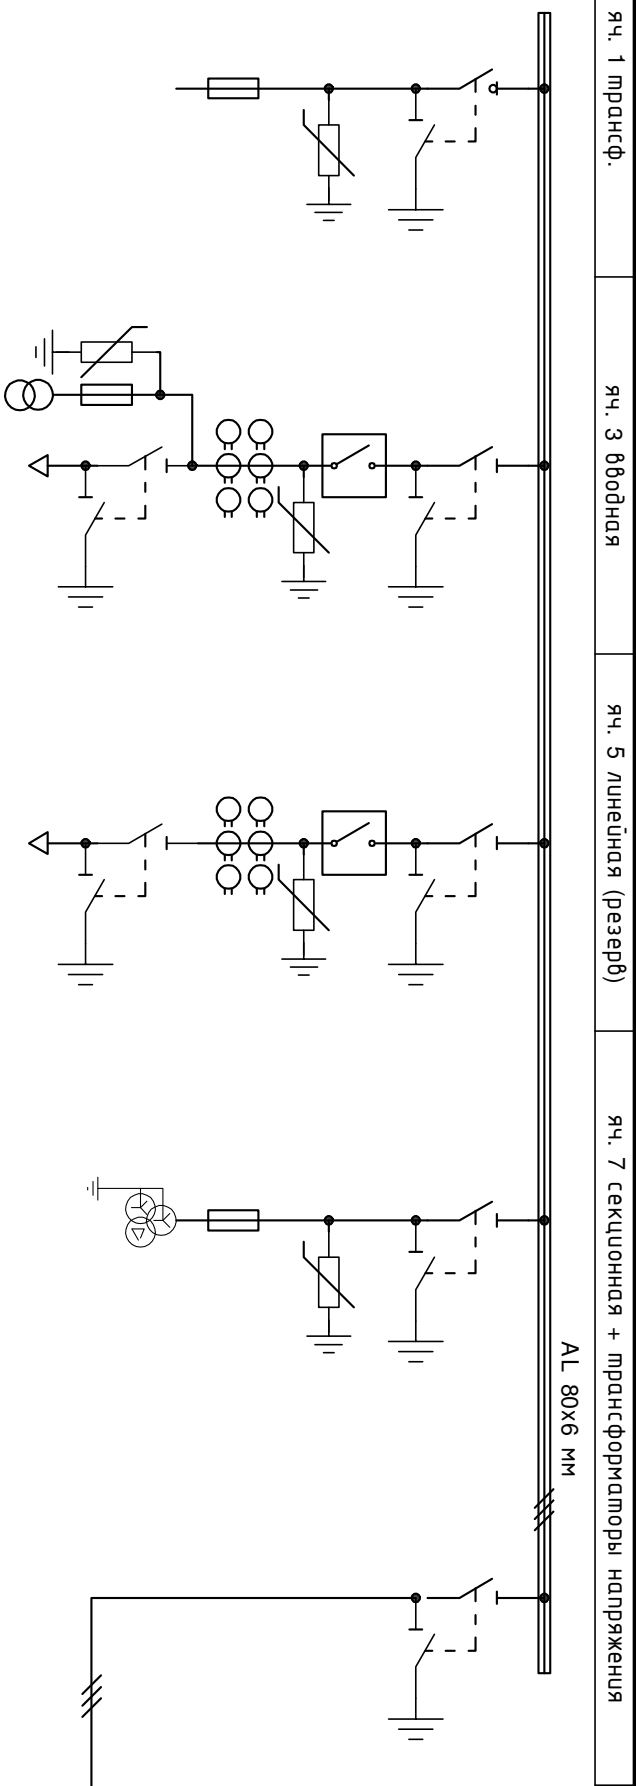 яч. 1 трансф.
яч. 3 вводная
яч. 5 линейная (резерв)
яч. 7 секционная + трансформаторы напряжения
AL 80x6 мм